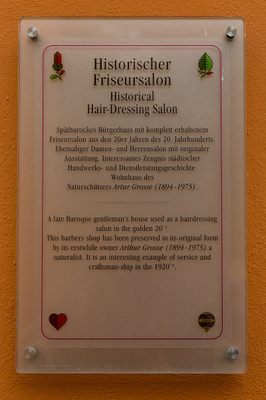 Historischer
Friseursalon
Historical
Hair-Dressing Salon
Spätbarockes Bürgerhaus mit komplett erhaltenem
Friseursalon aus den 20er Jahren des 20. Jahrhunderts.
Ehemaliger Damen- und Herrensalon mit originaler
Ausstattung. Interessantes Zeugnis städtischer
Handwerks- und Dienstleistungsgeschichte.
Wohnhaus des
Naturschützers Artur Grosse (1894-1975).
A late Baroque gentleman's house used as a hairdressing
salon in the golden 20's.
This barbers shop has been preserved in its original form
by its erstwhile owner Arthur Grosse (1894-1975) a
naturalist. It is an interesting example of service and
craftsman-ship in the 1920's.